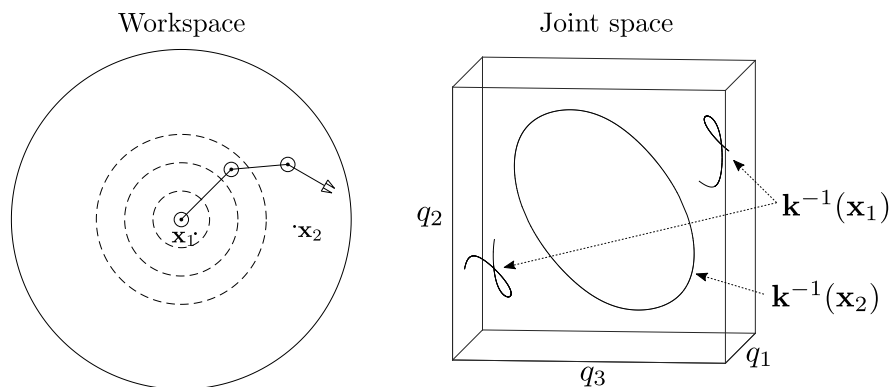 Workspace
x₁
x₂
Joint space
q₂
k⁻¹(x₁)
k⁻¹(x₂)
q₁
q₃